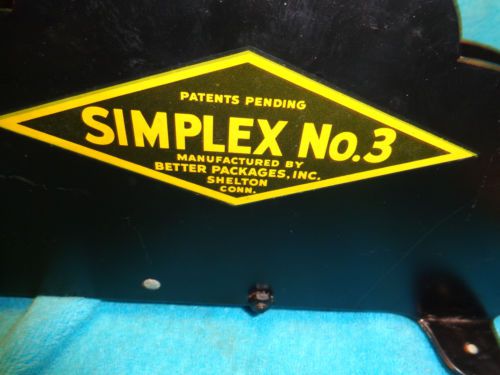 PATENTS PENDING
SIMPLEX No. 3
MANUFACTURED BY
BETTER PACKAGES, INC.
SHELTON
CONN.